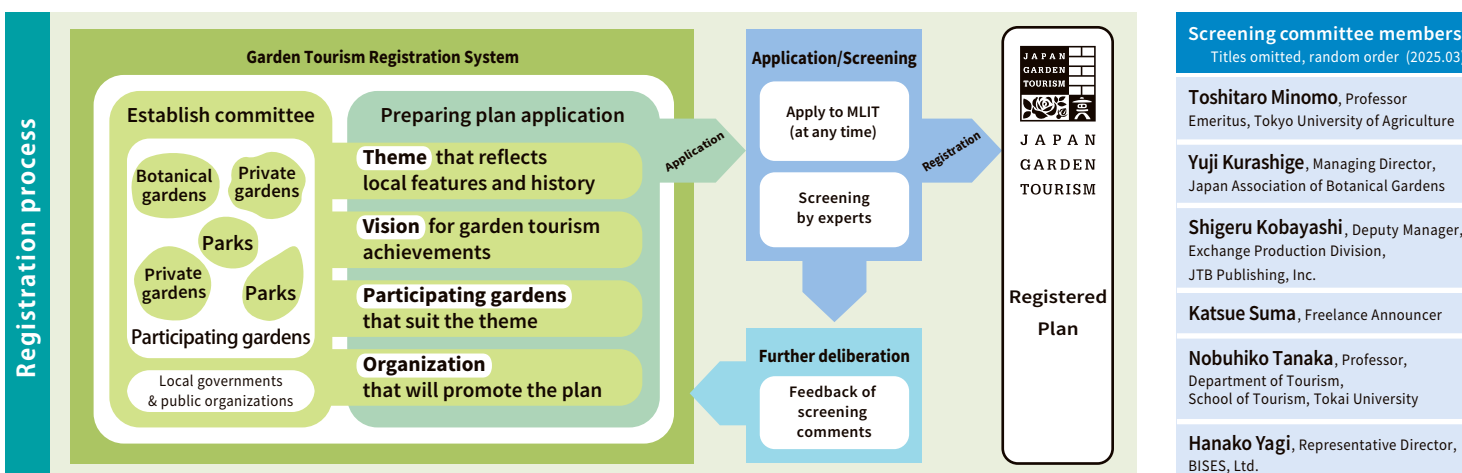 Registration process
Garden Tourism Registration System
Establish committee
Botanical
gardens
Private
gardens
Parks
Private
gardens
Parks
Participating gardens
Local governments
& public organizations
Preparing plan application
Theme that reflects
local features and history
Vision for garden tourism
achievements
Participating gardens
that suit the theme
Organization
that will promote the plan
Application
Application/Screening
Apply to MLIT
(at any time)
Screening
by experts
Registration
Further deliberation
Feedback of
screening
comments
JAPAN
GARDEN
TOURISM
JAPAN
GARDEN
TOURISM
Registered
Plan
Screening committee members
Titles omitted, random order (2025.03)
Toshitaro Minomo, Professor
Emeritus, Tokyo University of Agriculture
Yuji Kurashige, Managing Director,
Japan Association of Botanical Gardens
Shigeru Kobayashi, Deputy Manager,
Exchange Production Division,
JTB Publishing, Inc.
Katsue Suma, Freelance Announcer
Nobuhiko Tanaka, Professor,
Department of Tourism,
School of Tourism, Tokai University
Hanako Yagi, Representative Director,
BISES, Ltd.